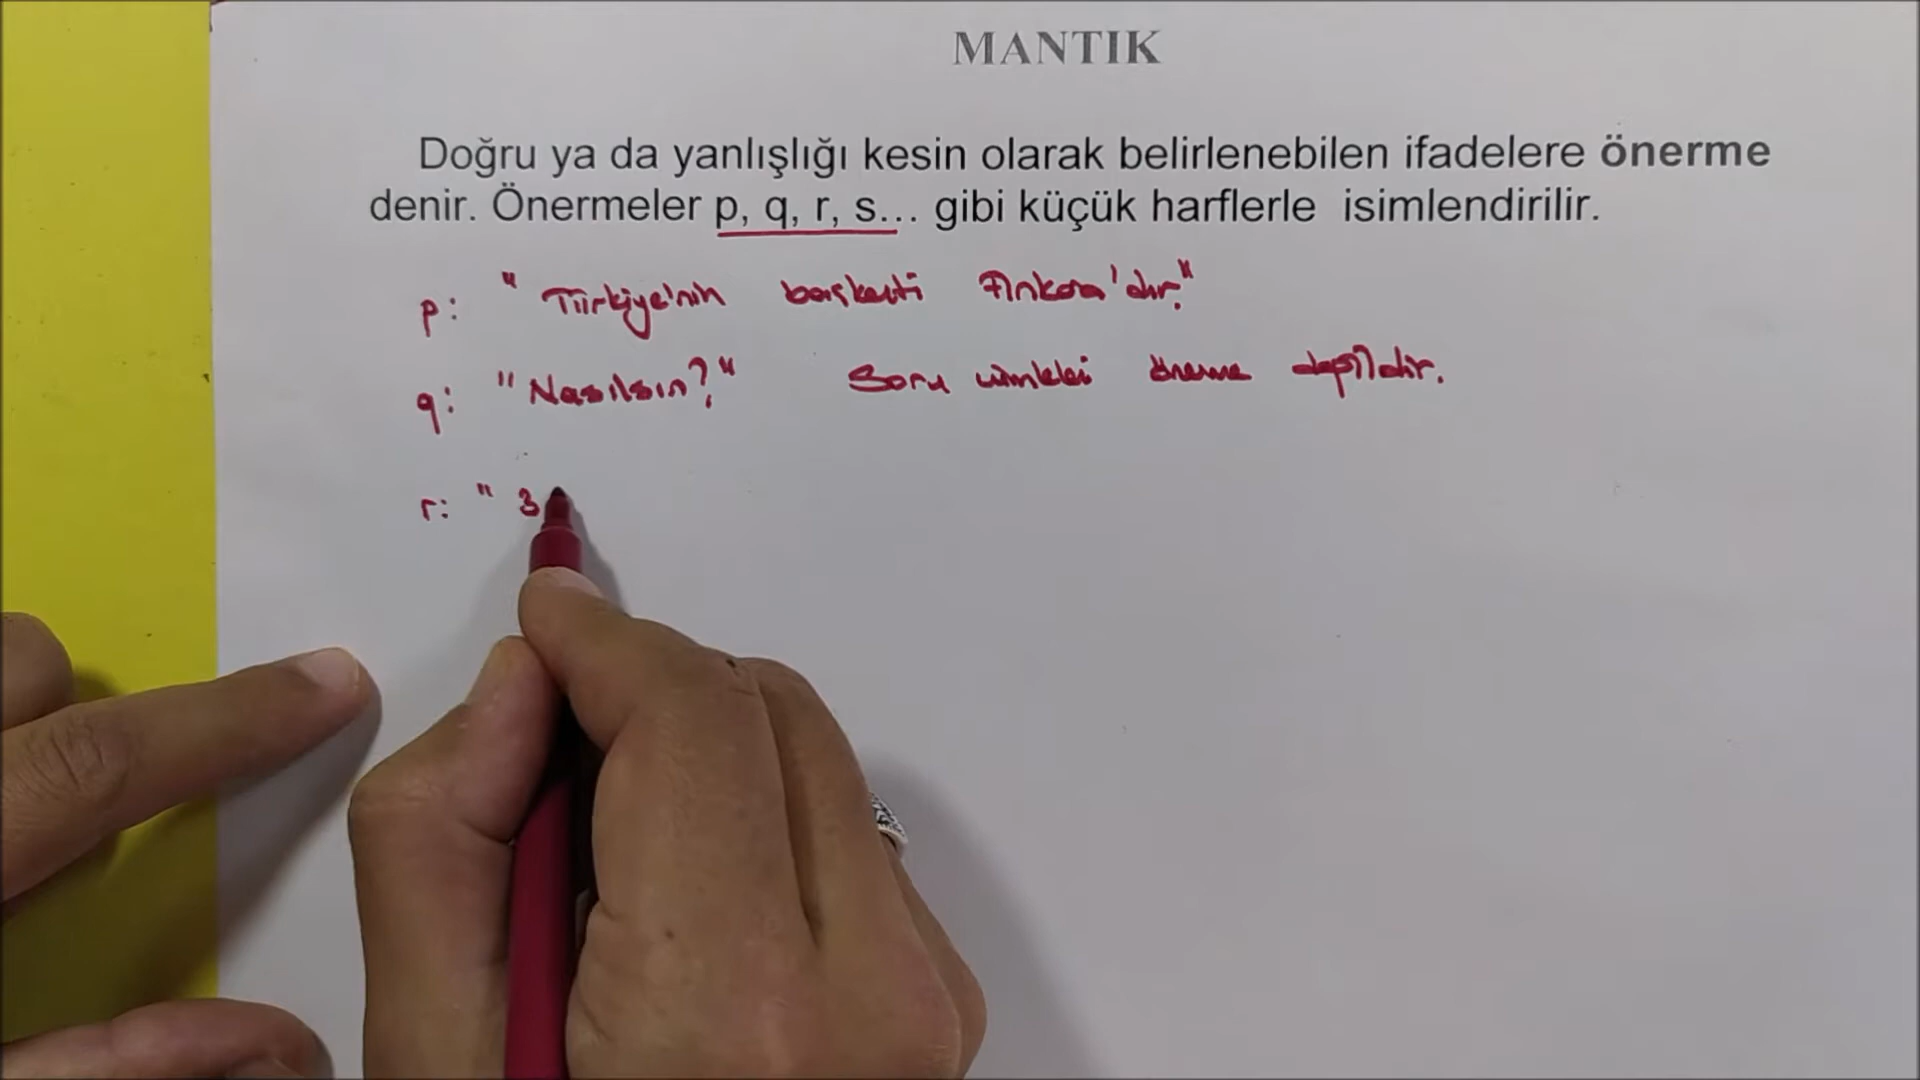 MANTIK
Doğru ya da yanlışlığı kesin olarak belirlenebilen ifadelere önerme
denir. Önermeler p, q, r, s... gibi küçük harflerle isimlendirilir.
p: " Türkiye'nin başkenti Ankara'dır."
q: "Nasılsın?" Soru cümleleri önerme değildir.
r: " 3